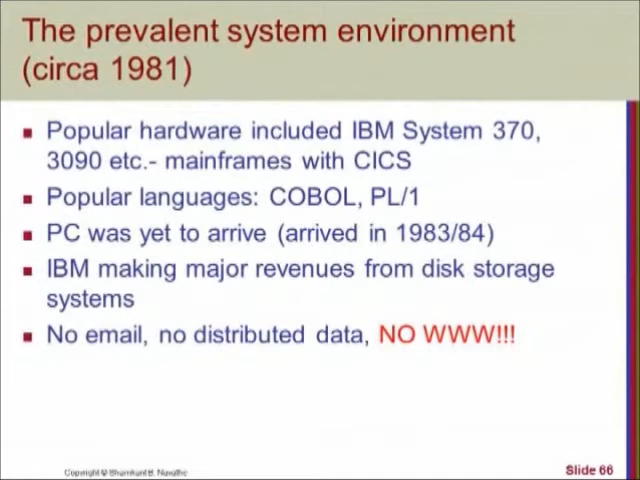 The prevalent system environment
(circa 1981)
Popular hardware included IBM System 370,
3090 etc.- mainframes with CICS
Popular languages: COBOL, PL/1
PC was yet to arrive (arrived in 1983/84)
IBM making major revenues from disk storage
systems
No email, no distributed data, NO WWW!!!
Copyright © Shamkant B. Navathe
Slide 66